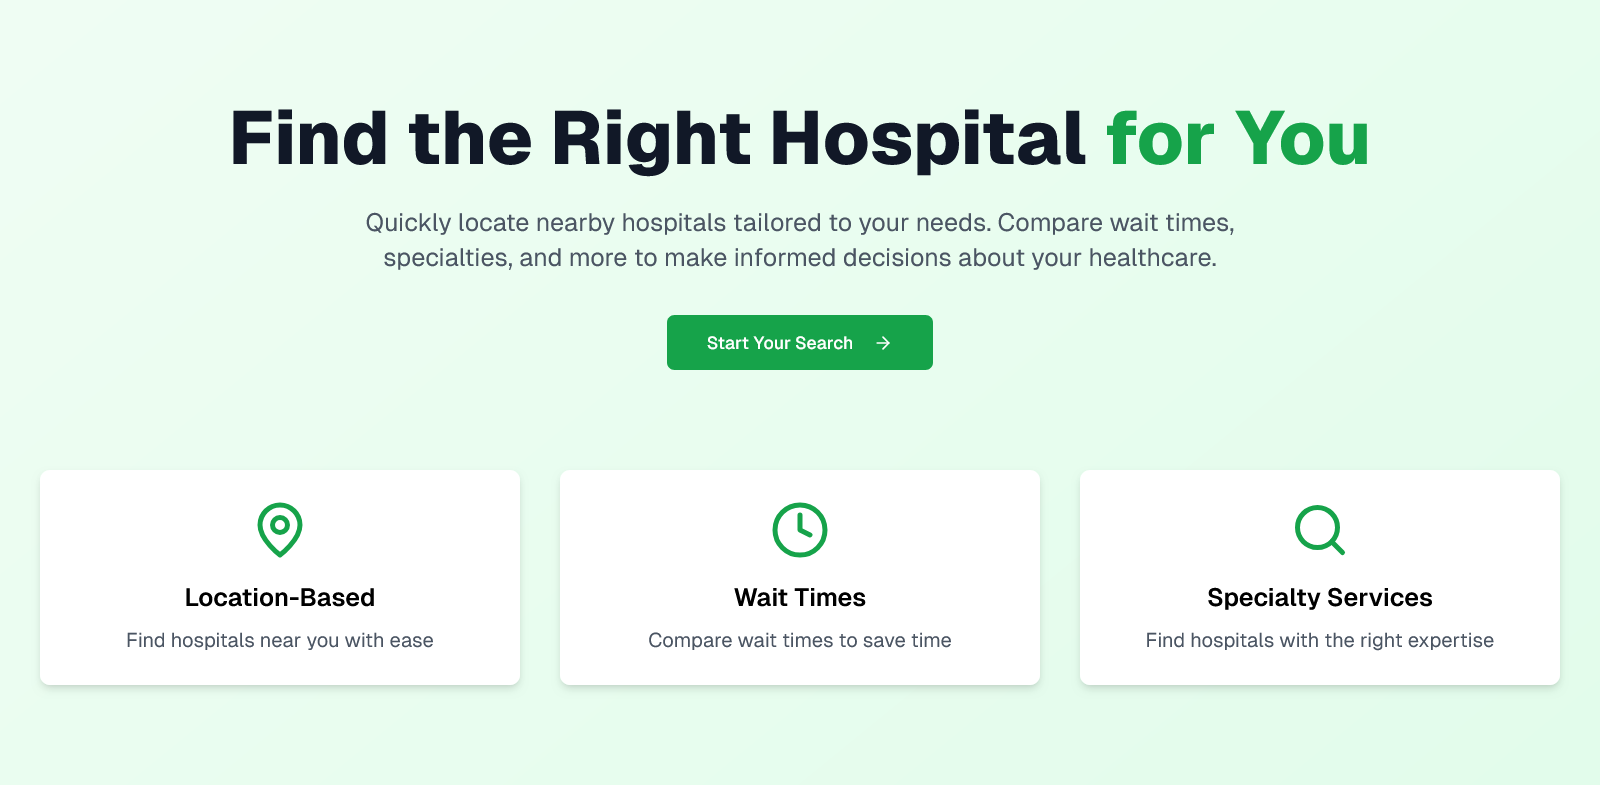 Find the Right Hospital for You
Quickly locate nearby hospitals tailored to your needs. Compare wait times,
specialties, and more to make informed decisions about your healthcare.
Start Your Search
Location-Based
Find hospitals near you with ease
Wait Times
Compare wait times to save time
Specialty Services
Find hospitals with the right expertise